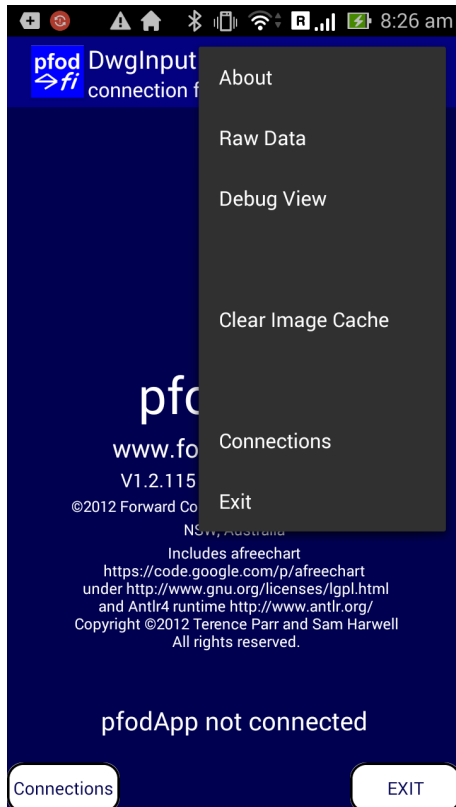 R 8:26 am
pfod DwgInput
fi connection f
About
Raw Data
Debug View
Clear Image Cache
Connections
Exit
pfo
www.fo
V1.2.115
©2012 Forward Co
NSW, Australia
Includes afreechart
https://code.google.com/p/afreechart
under http://www.gnu.org/licenses/lgpl.html
and Antlr4 runtime http://www.antlr.org/
Copyright ©2012 Terence Parr and Sam Harwell
All rights reserved.
pfodApp not connected
Connections EXIT